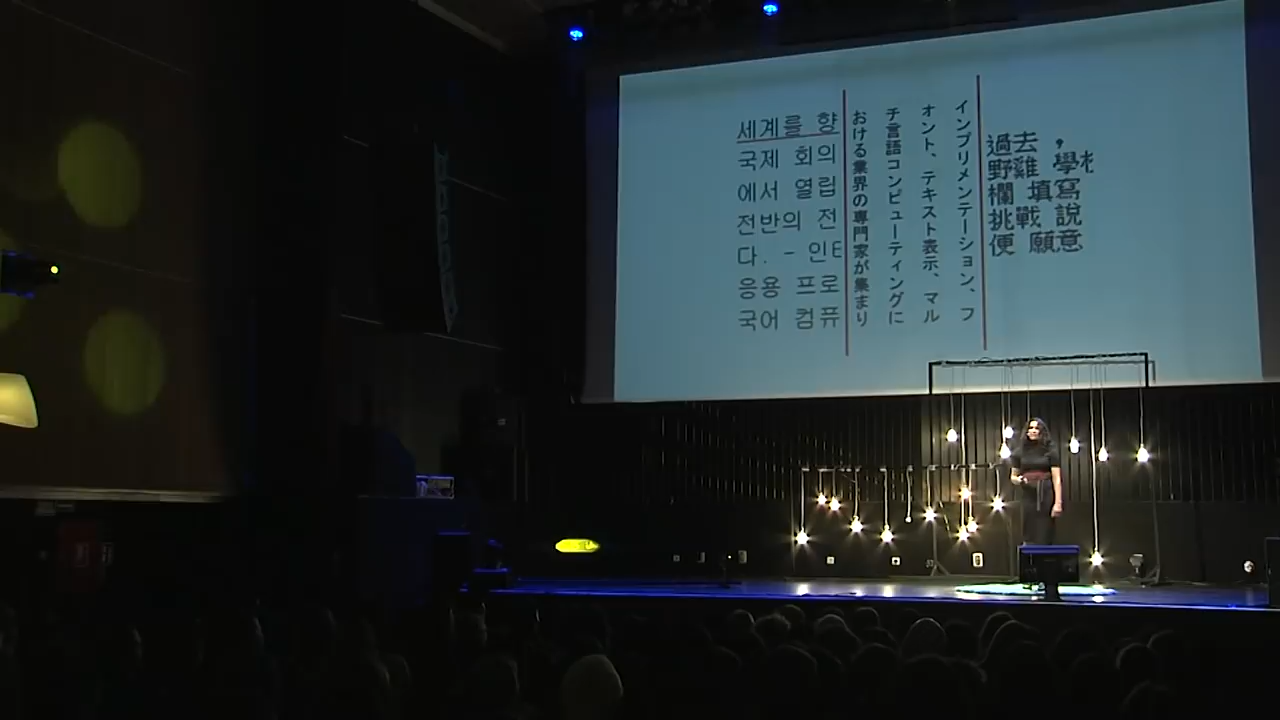 세계를 향
국제 회의
에서 열립
전반의 전
다. - 인터
응용 프로
국어 컴퓨
インプリメンテーション、フ
オント、テキスト表示、マル
チ言語コンピューティングに
おける業界の専門家が集まり
過去，
野雞 學
欄 填寫
挑戰 說
便 願意